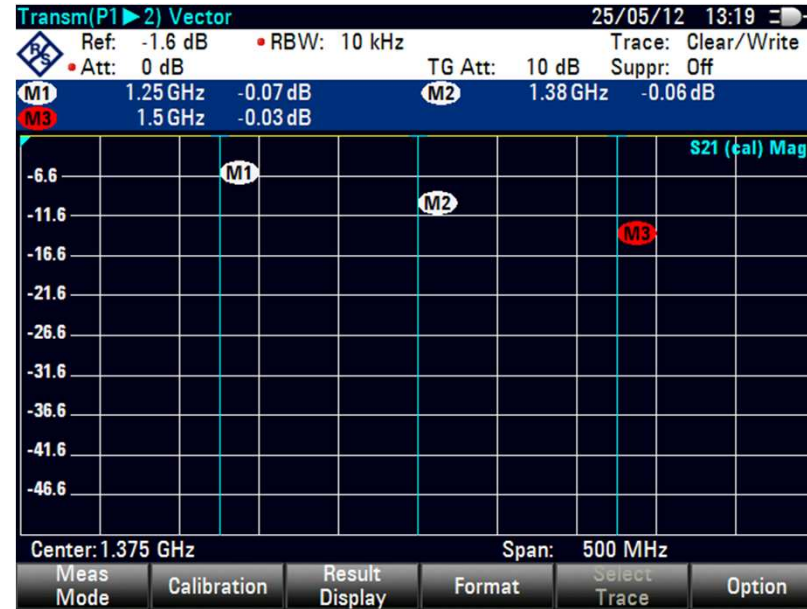 Transm(P1►2) Vector 25/05/12 13:19
Ref: -1.6 dB RBW: 10 kHz Trace: Clear/Write
Att: 0 dB TG Att: 10 dB Suppr: Off
M1 1.25 GHz -0.07 dB M2 1.38 GHz -0.06 dB
M3 1.5 GHz -0.03 dB
S21 (cal) Mag
-6.6 M1
-11.6 M2
M3
-16.6
-21.6
-26.6
-31.6
-36.6
-41.6
-46.6
Center: 1.375 GHz Span: 500 MHz
Meas Mode Calibration Result Display Format Select Trace Option